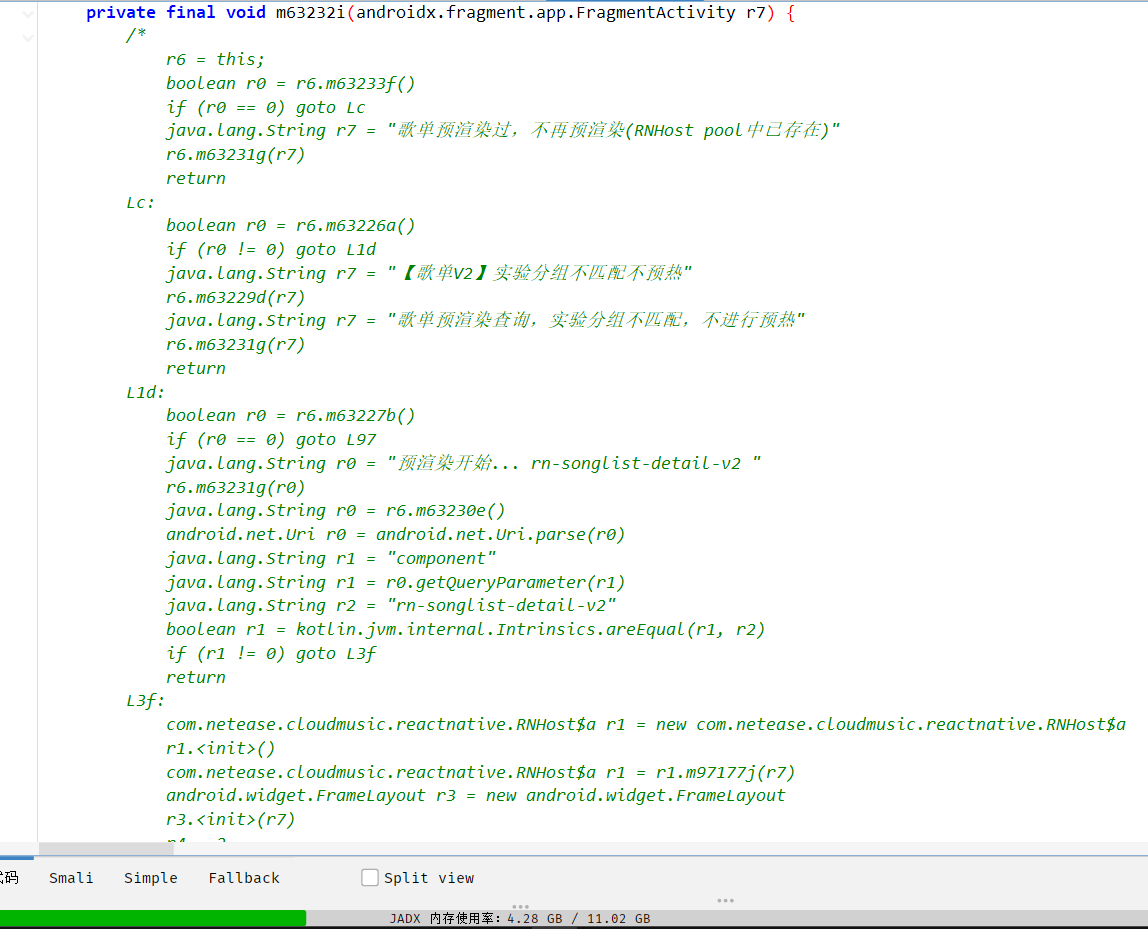 private final void m63232i(androidx.fragment.app.FragmentActivity r7) {
/*
r6 = this;
boolean r0 = r6.m63233f()
if (r0 == 0) goto Lc
java.lang.String r7 = "歌单预渲染过，不再预渲染(RNHost pool中已存在)"
r6.m63231g(r7)
return
Lc:
boolean r0 = r6.m63226a()
if (r0 != 0) goto L1d
java.lang.String r7 = "【歌单V2】实验分组不匹配不预热"
r6.m63229d(r7)
java.lang.String r7 = "歌单预渲染查询，实验分组不匹配，不进行预热"
r6.m63231g(r7)
return
L1d:
boolean r0 = r6.m63227b()
if (r0 == 0) goto L97
java.lang.String r0 = "预渲染开始... rn-songlist-detail-v2 "
r6.m63231g(r0)
java.lang.String r0 = r6.m63230e()
android.net.Uri r0 = android.net.Uri.parse(r0)
java.lang.String r1 = "component"
java.lang.String r1 = r0.getQueryParameter(r1)
java.lang.String r2 = "rn-songlist-detail-v2"
boolean r1 = kotlin.jvm.internal.Intrinsics.areEqual(r1, r2)
if (r1 != 0) goto L3f
return
L3f:
com.netease.cloudmusic.reactnative.RNHost$a r1 = new com.netease.cloudmusic.reactnative.RNHost$a
r1.<init>()
com.netease.cloudmusic.reactnative.RNHost$a r1 = r1.m97177j(r7)
android.widget.FrameLayout r3 = new android.widget.FrameLayout
r3.<init>(r7)
码 Smali Simple Fallback Split view
JADX 内存使用率：4.28 GB / 11.02 GB